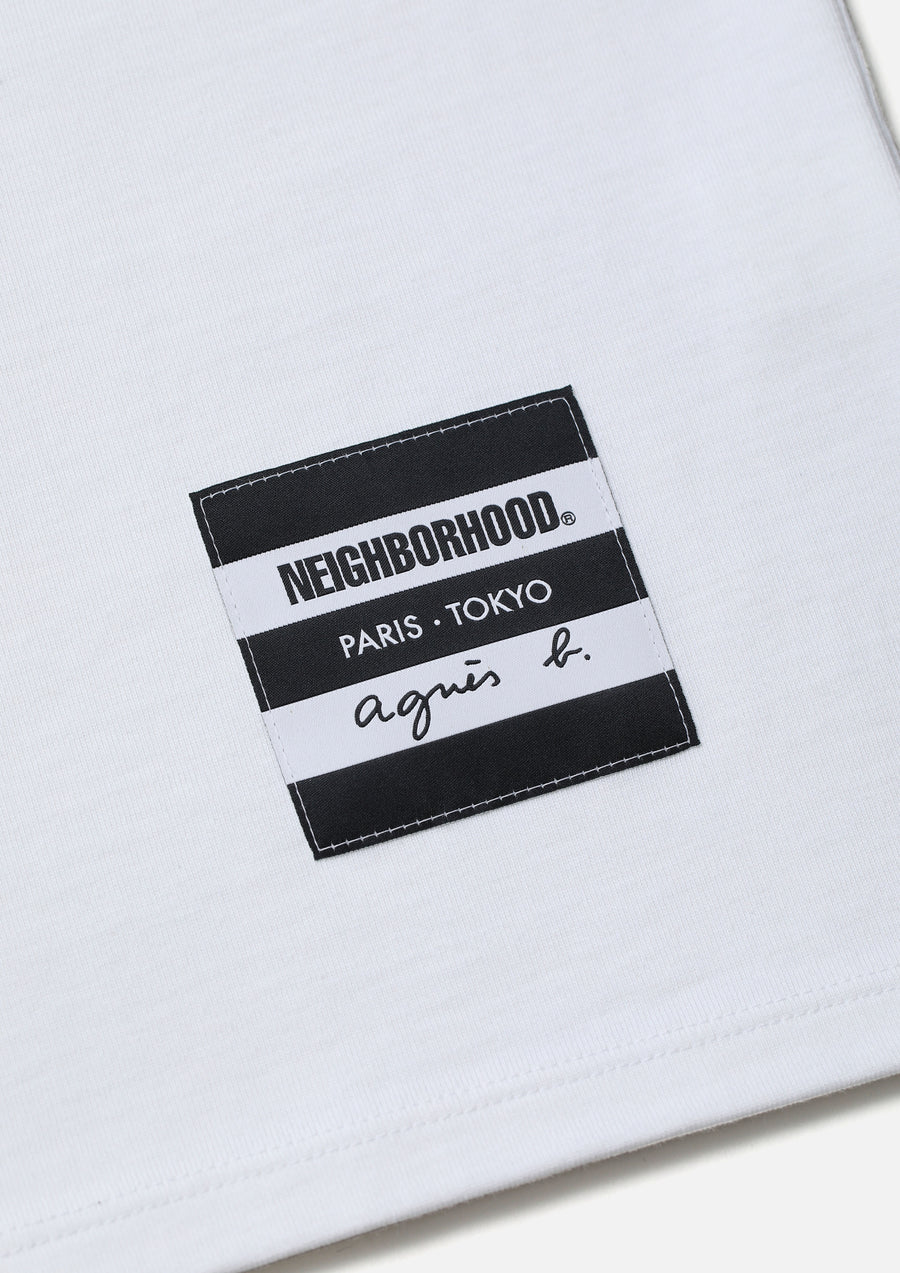 NEIGHBORHOOD®
PARIS · TOKYO
agnès b.